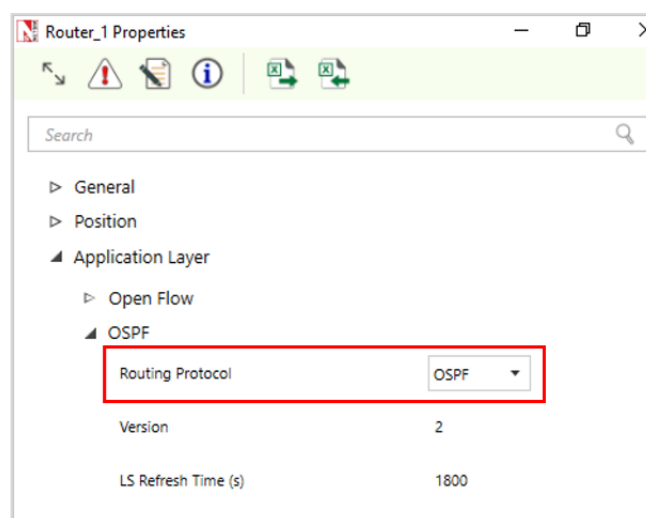 Router_1 Properties
Search
General
Position
Application Layer
Open Flow
OSPF
Routing Protocol OSPF
Version 2
LS Refresh Time (s) 1800